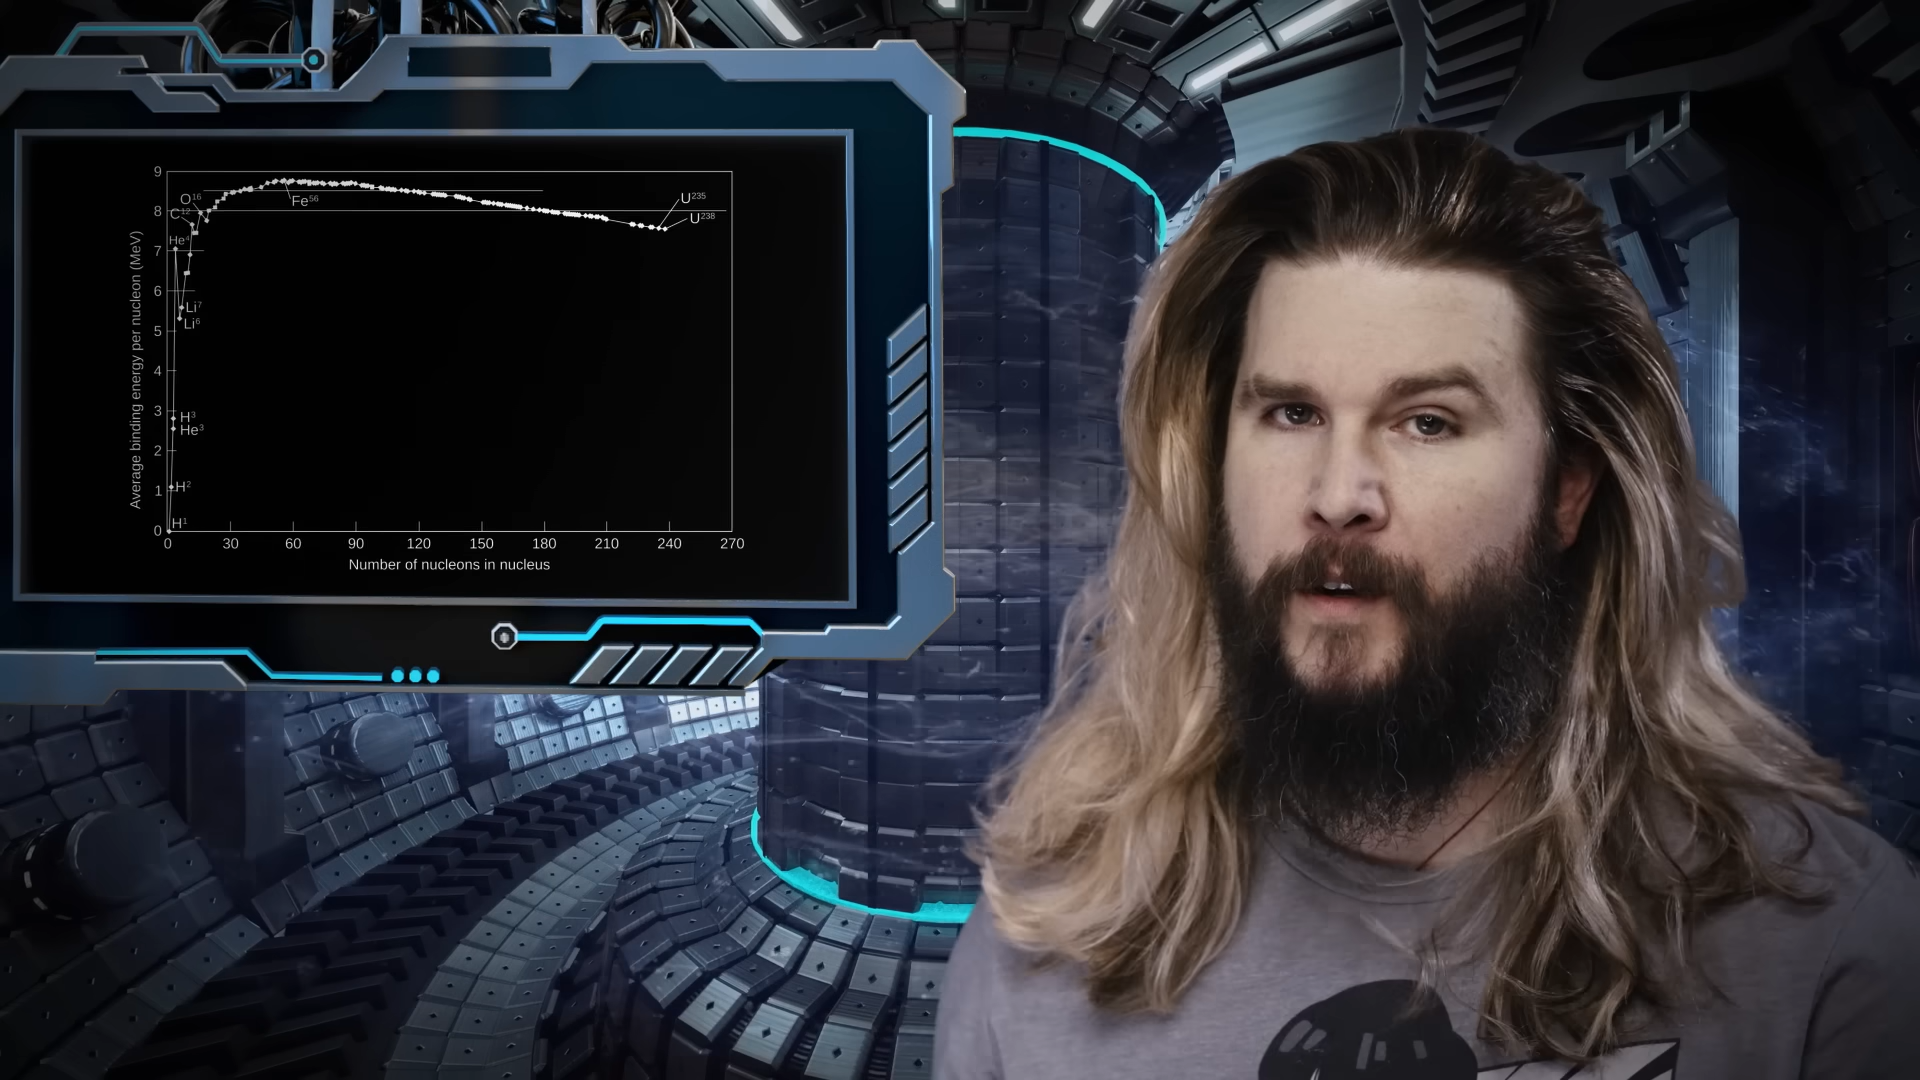 9
8
7
6
5
4
3
2
1
0
Average binding energy per nucleon (MeV)
O¹⁶
C¹²
He⁴
Li⁷
Li⁶
H³
He³
H²
H¹
Fe⁵⁶
U²³⁵
U²³⁸
0 30 60 90 120 150 180 210 240 270
Number of nucleons in nucleus